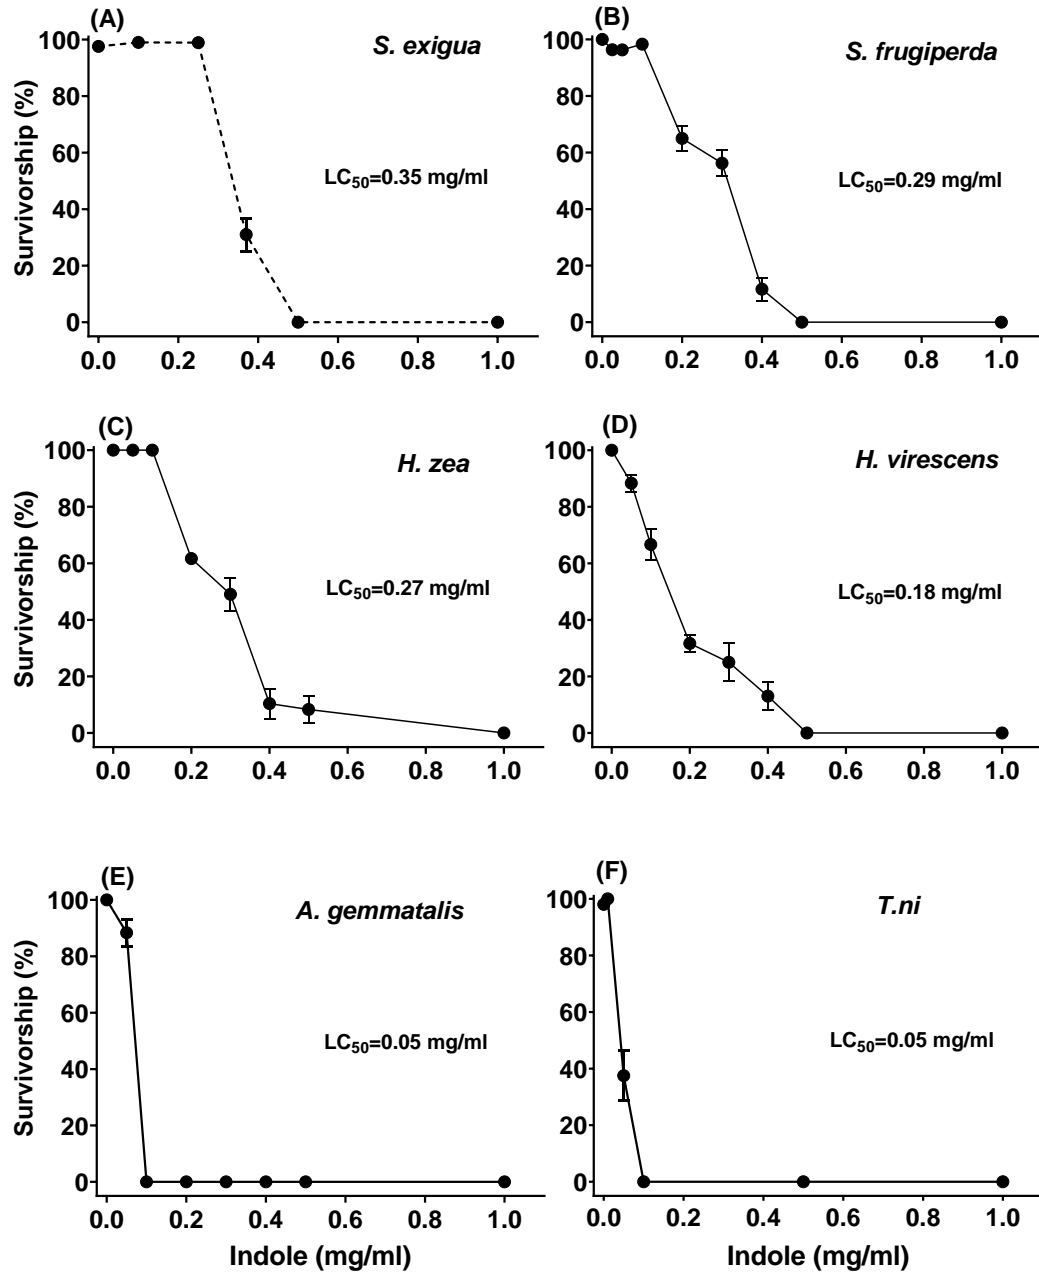 (A)
S. exigua
LC50=0.35 mg/ml
Survivorship (%)
100
80
60
40
20
0
0.0 0.2 0.4 0.6 0.8 1.0
(B)
S. frugiperda
LC50=0.29 mg/ml
100
80
60
40
20
0
0.0 0.2 0.4 0.6 0.8 1.0
(C)
H. zea
LC50=0.27 mg/ml
Survivorship (%)
100
80
60
40
20
0
0.0 0.2 0.4 0.6 0.8 1.0
(D)
H. virescens
LC50=0.18 mg/ml
100
80
60
40
20
0
0.0 0.2 0.4 0.6 0.8 1.0
(E)
A. gemmatalis
LC50=0.05 mg/ml
Survivorship (%)
100
80
60
40
20
0
0.0 0.2 0.4 0.6 0.8 1.0
Indole (mg/ml)
(F)
T.ni
LC50=0.05 mg/ml
100
80
60
40
20
0
0.0 0.2 0.4 0.6 0.8 1.0
Indole (mg/ml)